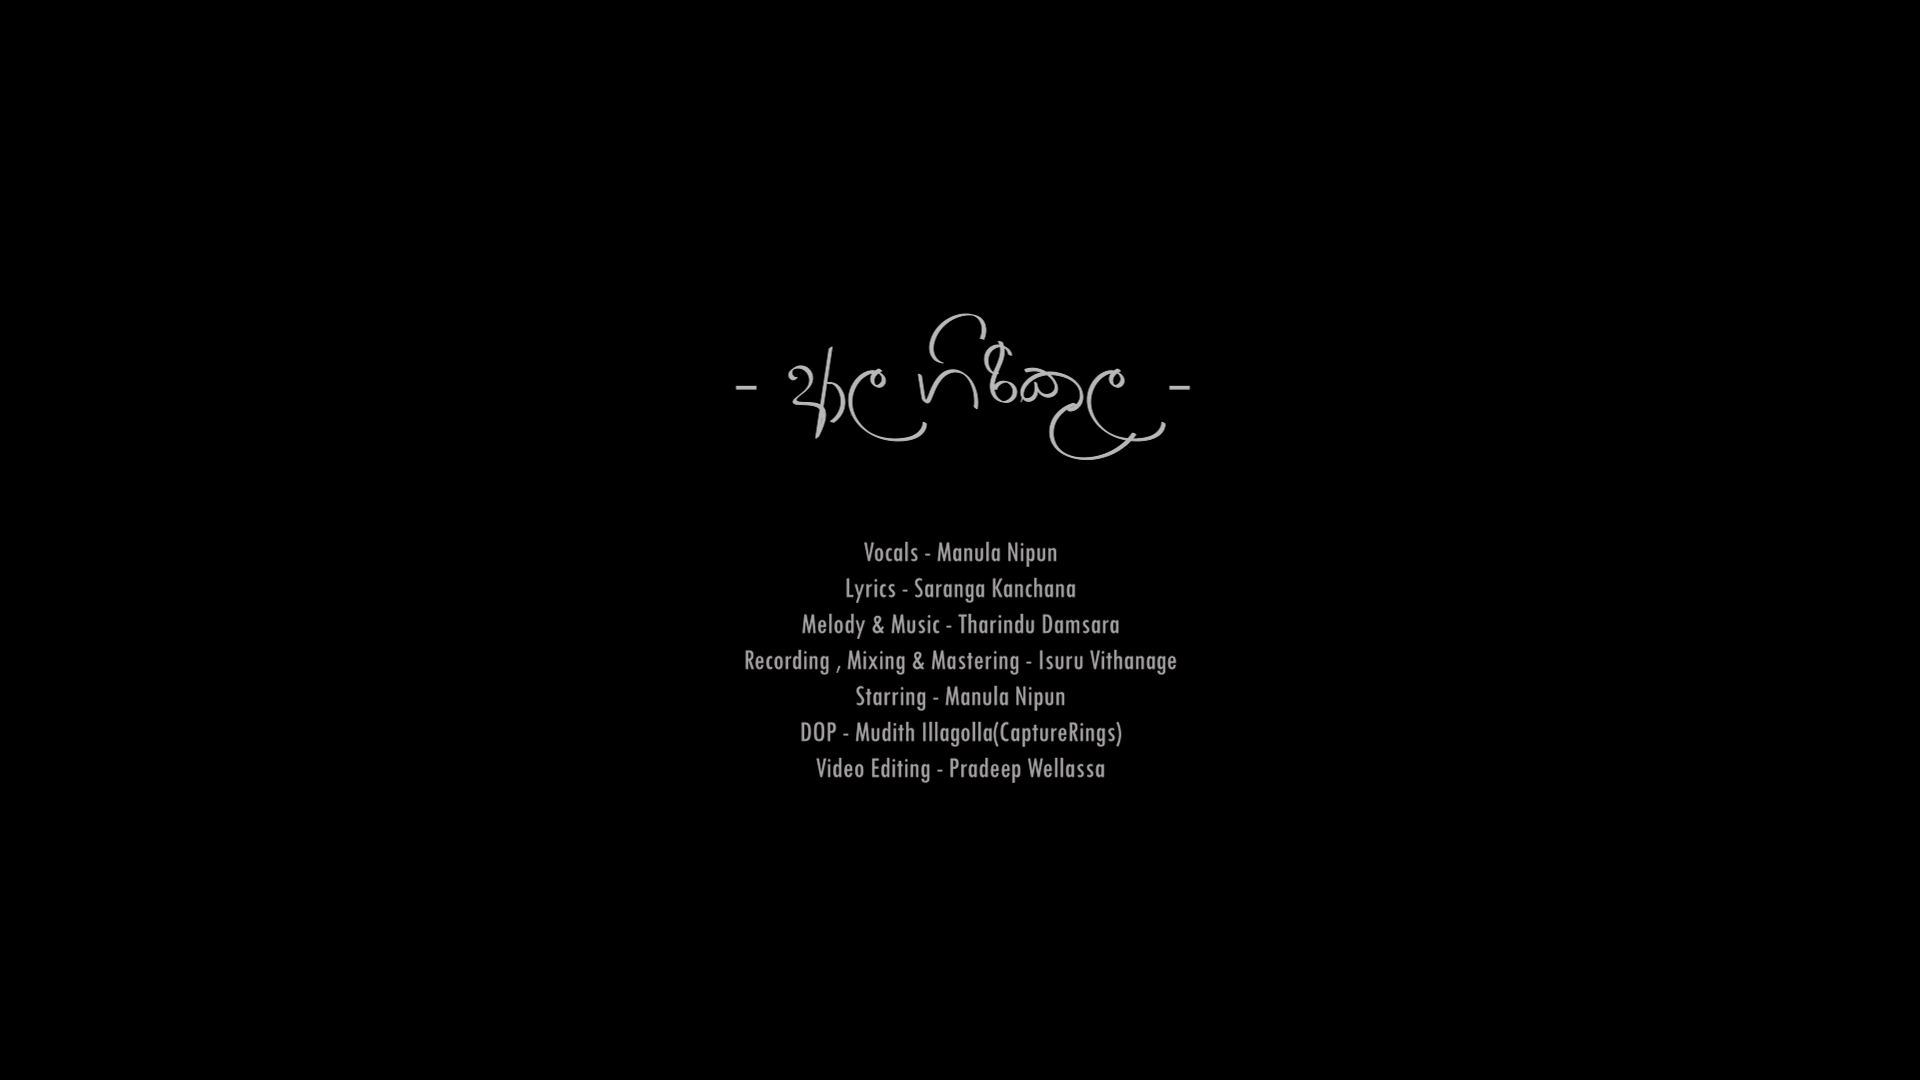 - ඈල ගිරිකුල -
Vocals - Manula Nipun
Lyrics - Saranga Kanchana
Melody & Music - Tharindu Damsara
Recording , Mixing & Mastering - Isuru Vithanage
Starring - Manula Nipun
DOP - Mudith Illagolla(CaptureRings)
Video Editing - Pradeep Wellassa